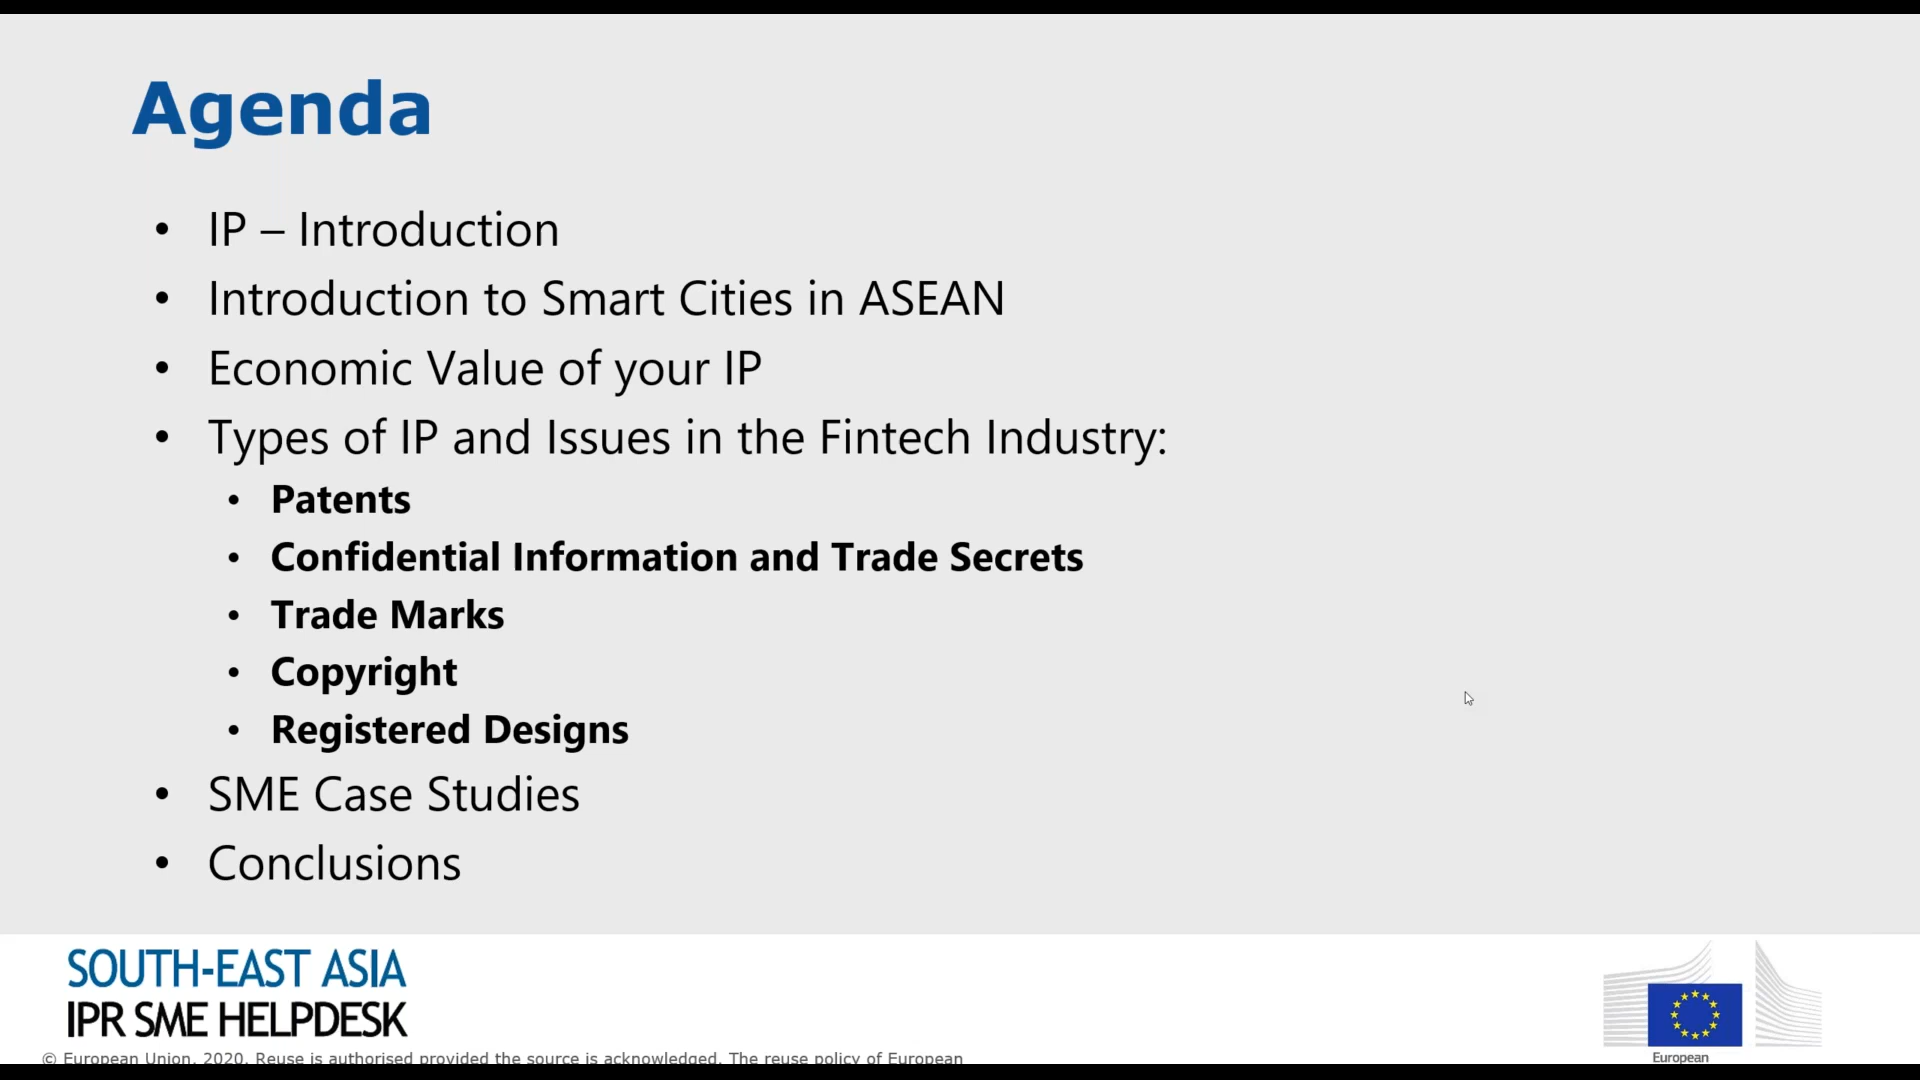 Agenda
• IP – Introduction
• Introduction to Smart Cities in ASEAN
• Economic Value of your IP
• Types of IP and Issues in the Fintech Industry:
• Patents
• Confidential Information and Trade Secrets
• Trade Marks
• Copyright
• Registered Designs
• SME Case Studies
• Conclusions
SOUTH-EAST ASIA
IPR SME HELPDESK
© European Union, 2020. Reuse is authorised provided the source is acknowledged. The reuse policy of European
European